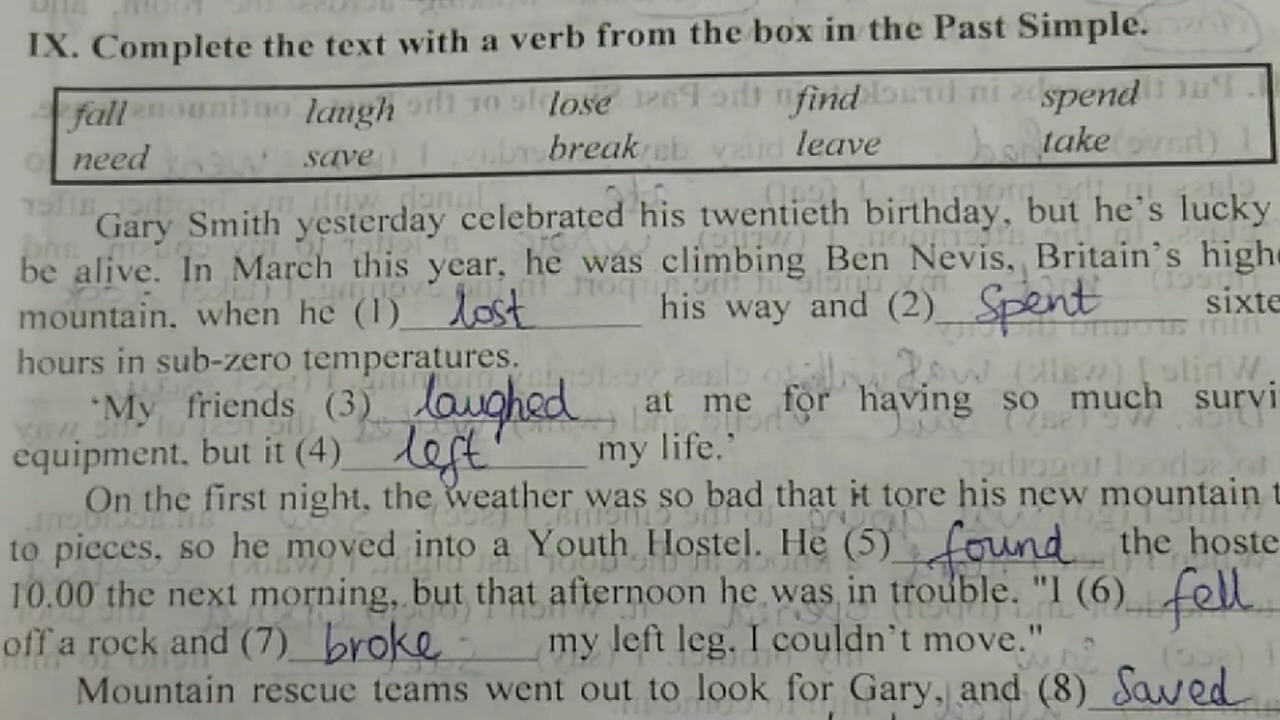 IX. Complete the text with a verb from the box in the Past Simple.
fall laugh lose find spend
need save break leave take
Gary Smith yesterday celebrated his twentieth birthday, but he's lucky
be alive. In March this year, he was climbing Ben Nevis, Britain's
mountain, when he (1) lost his way and (2) spent
hours in sub-zero temperatures.
'My friends (3) laughed at me for having so much
equipment, but it (4) left my life.'
On the first night, the weather was so bad that it tore his new mountain
to pieces, so he moved into a Youth Hostel. He (5) found the
10.00 the next morning, but that afternoon he was in trouble. "I (6) fell
off a rock and (7) broke my left leg. I couldn't move."
Mountain rescue teams went out to look for Gary, and (8) Saved